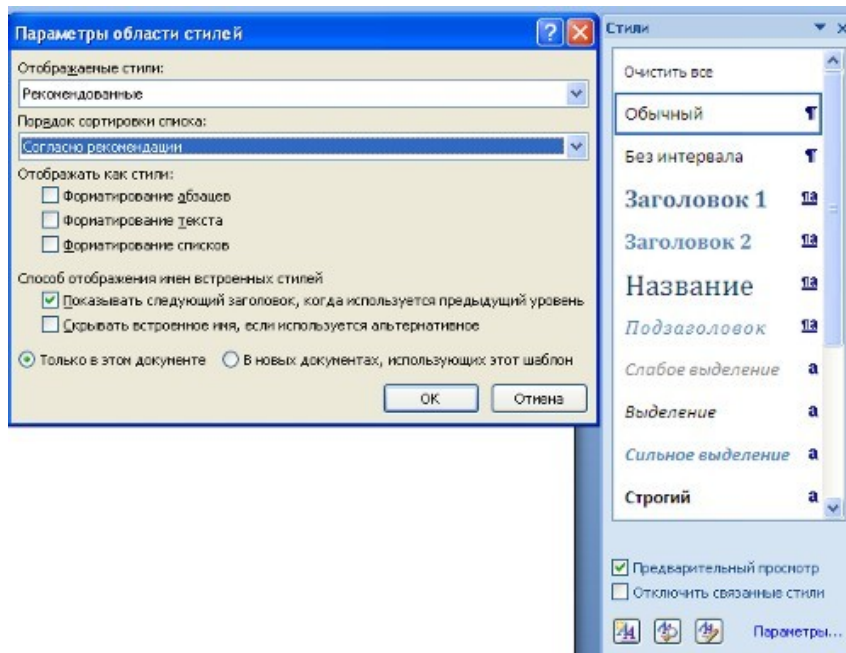 Параметры области стилей
Отображаемые стили:
Рекомендованные
Порядок сортировки списка:
Согласно рекомендации
Отображать как стили:
Форматирование абзацев
Форматирование текста
Форматирование списков
Способ отображения имен встроенных стилей
Показывать следующий заголовок, когда используется предыдущий уровень
Скрывать встроенное имя, если используется альтернативное
Только в этом документе В новых документах, использующих этот шаблон
ОК Отмена
Стили
Очистить все
Обычный ¶
Без интервала ¶
Заголовок 1 ¶a
Заголовок 2 ¶a
Название ¶a
Подзаголовок ¶a
Слабое выделение a
Выделение a
Сильное выделение a
Строгий a
Предварительный просмотр
Отключить связанные стили
Параметры...